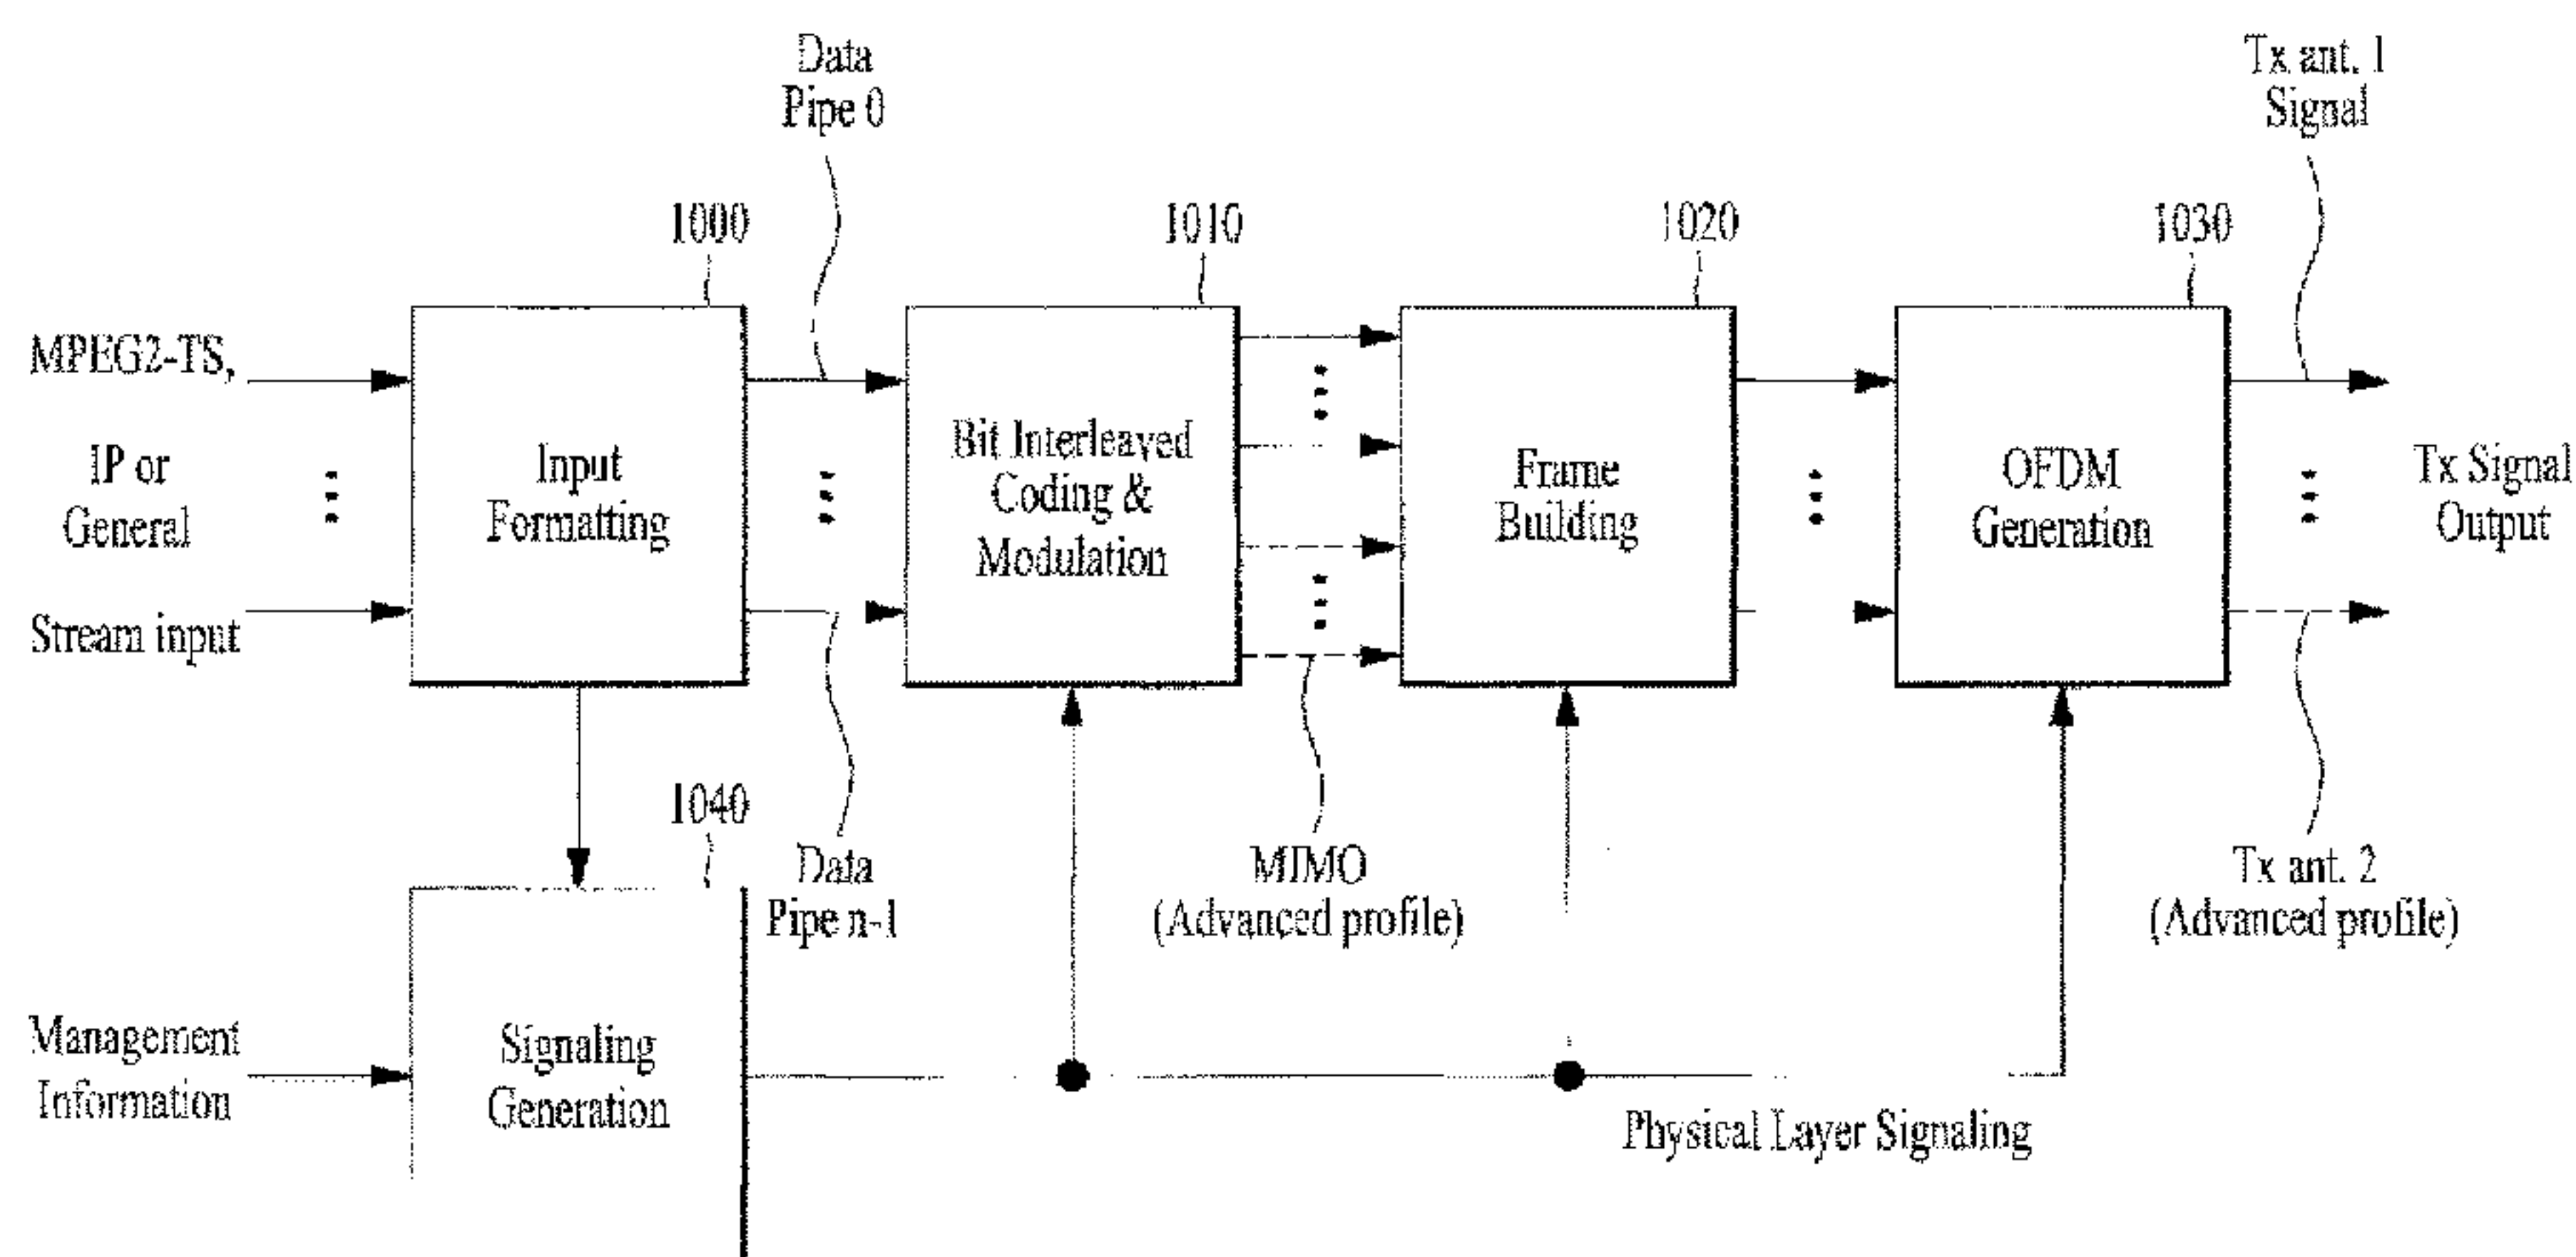 Data
Pipe 0
Tx ant. 1
Signal
1000
1010
1020
1030
MPEG2-TS,
IP or
General
Stream input
Input
Formatting
Bit Interleaved
Coding &
Modulation
Frame
Building
OFDM
Generation
Tx Signal
Output
1040
Data
Pipe n-1
MIMO
(Advanced profile)
Tx ant. 2
(Advanced profile)
Management
Information
Signaling
Generation
Physical Layer Signaling